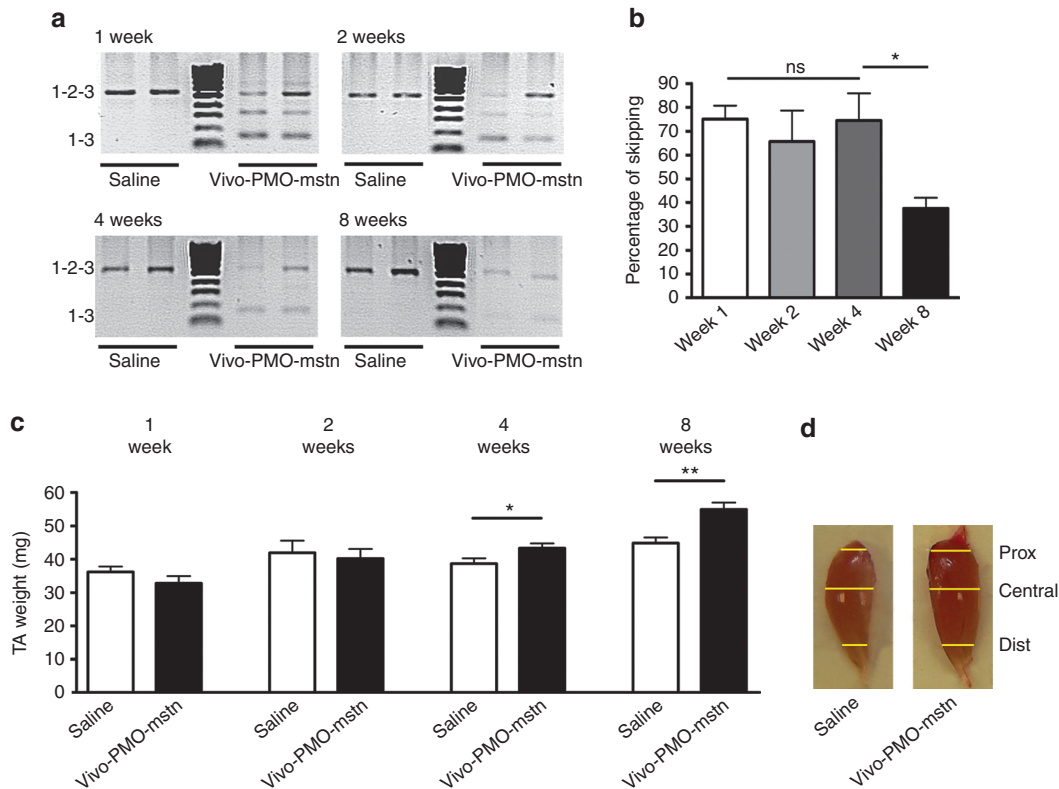 a
1 week
2 weeks
1-2-3
1-3
Saline
Vivo-PMO-mstn
Saline
Vivo-PMO-mstn
4 weeks
8 weeks
1-2-3
1-3
Saline
Vivo-PMO-mstn
Saline
Vivo-PMO-mstn
b
ns
*
Percentage of skipping
90
80
70
60
50
40
30
20
10
0
Week 1
Week 2
Week 4
Week 8
c
1
week
2
weeks
4
weeks
8
weeks
*
**
TA weight (mg)
60
50
40
30
20
10
0
Saline
Vivo-PMO-mstn
Saline
Vivo-PMO-mstn
Saline
Vivo-PMO-mstn
Saline
Vivo-PMO-mstn
d
Prox
Central
Dist
Saline
Vivo-PMO-mstn